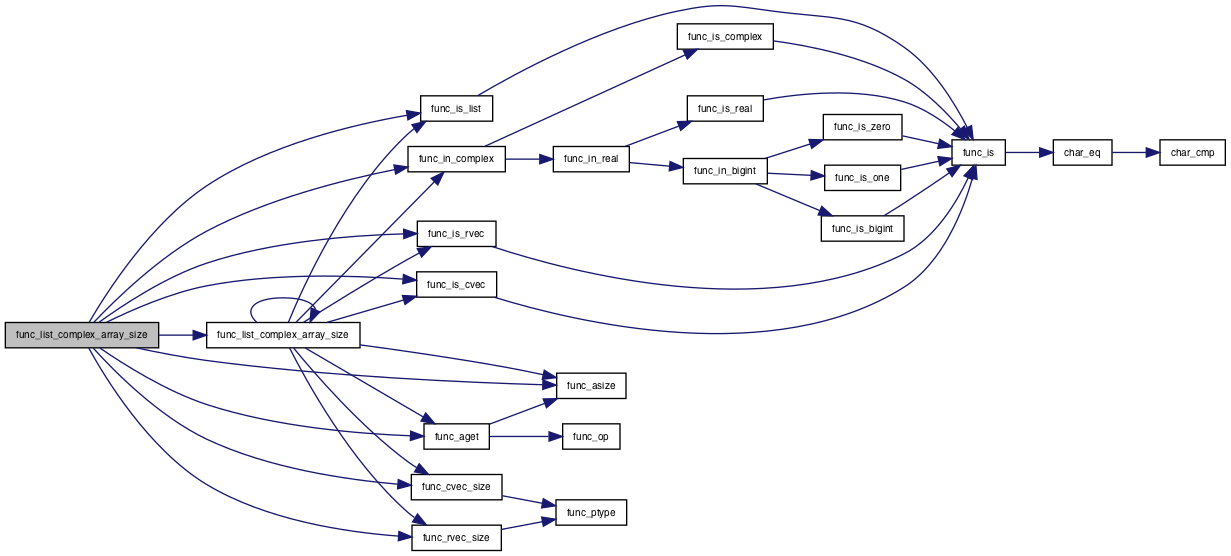 func_list_complex_array_size
func_list_complex_array_size
func_is_list
func_in_complex
func_is_rvec
func_is_cvec
func_aget
func_cvec_size
func_rvec_size
func_in_real
func_asize
func_op
func_ptype
func_is_complex
func_is_real
func_in_bigint
func_is_zero
func_is_one
func_is_bigint
func_is
char_eq
char_cmp